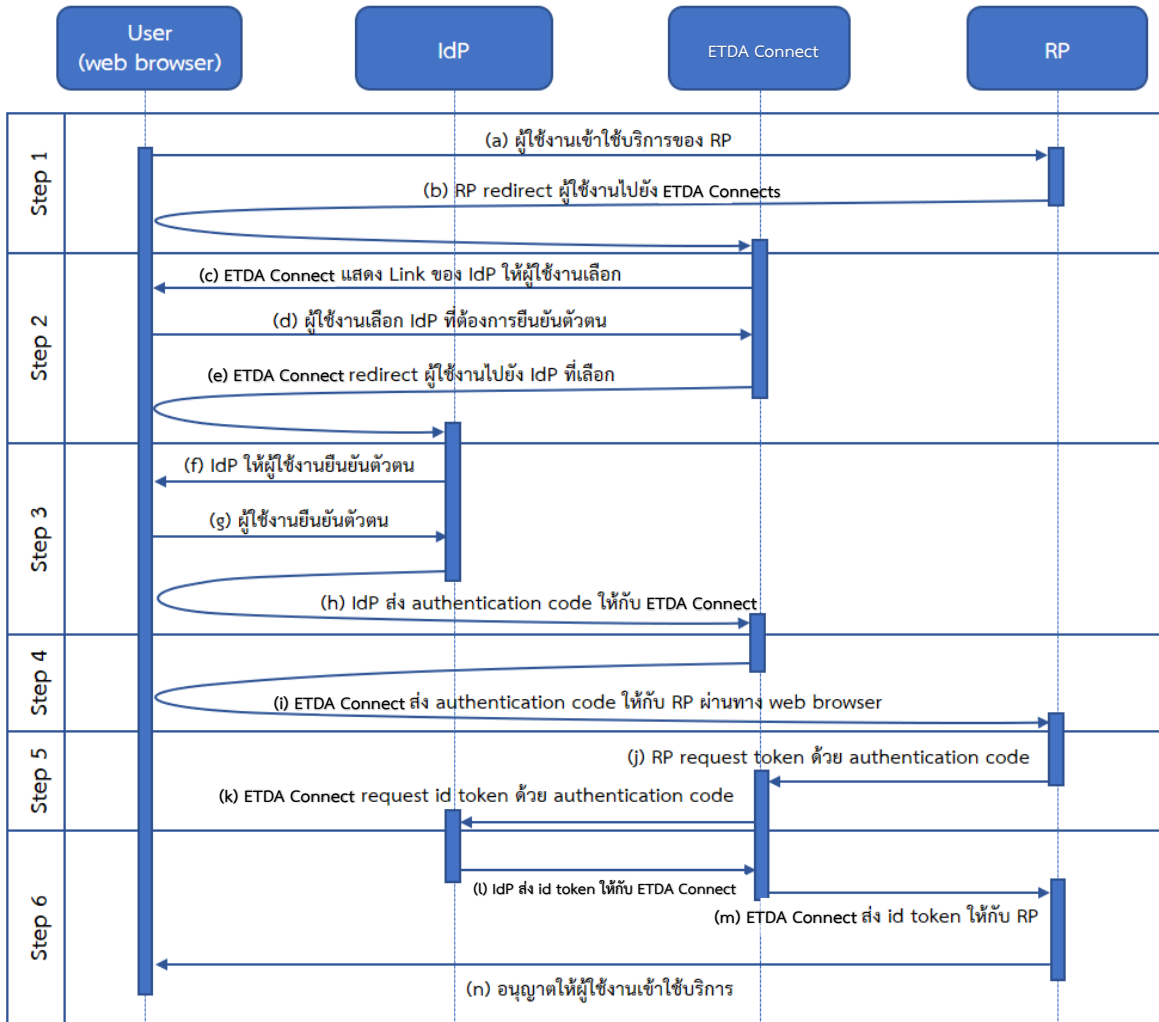 User
(web browser)
IdP
ETDA Connect
RP
Step 1
(a) ผู้ใช้งานเข้าใช้บริการของ RP
(b) RP redirect ผู้ใช้งานไปยัง ETDA Connects
Step 2
(c) ETDA Connect แสดง Link ของ IdP ให้ผู้ใช้งานเลือก
(d) ผู้ใช้งานเลือก IdP ที่ต้องการยืนยันตัวตน
(e) ETDA Connect redirect ผู้ใช้งานไปยัง IdP ที่เลือก
Step 3
(f) IdP ให้ผู้ใช้งานยืนยันตัวตน
(g) ผู้ใช้งานยืนยันตัวตน
(h) IdP ส่ง authentication code ให้กับ ETDA Connect
Step 4
(i) ETDA Connect ส่ง authentication code ให้กับ RP ผ่านทาง web browser
Step 5
(j) RP request token ด้วย authentication code
(k) ETDA Connect request id token ด้วย authentication code
Step 6
(l) IdP ส่ง id token ให้กับ ETDA Connect
(m) ETDA Connect ส่ง id token ให้กับ RP
(n) อนุญาตให้ผู้ใช้งานเข้าใช้บริการ